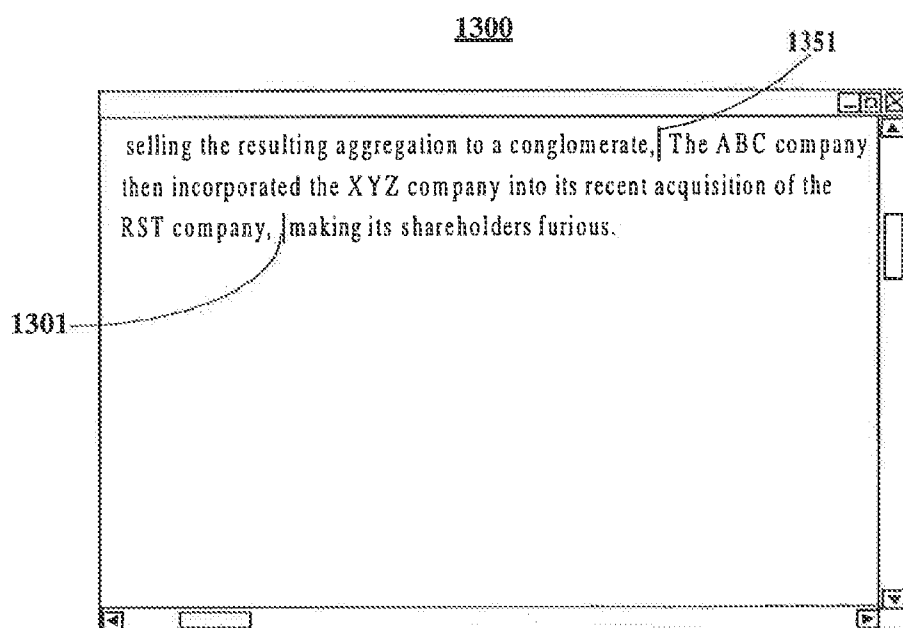 1300
1351
selling the resulting aggregation to a conglomerate, The ABC company
then incorporated the XYZ company into its recent acquisition of the
RST company, making its shareholders furious.
1301